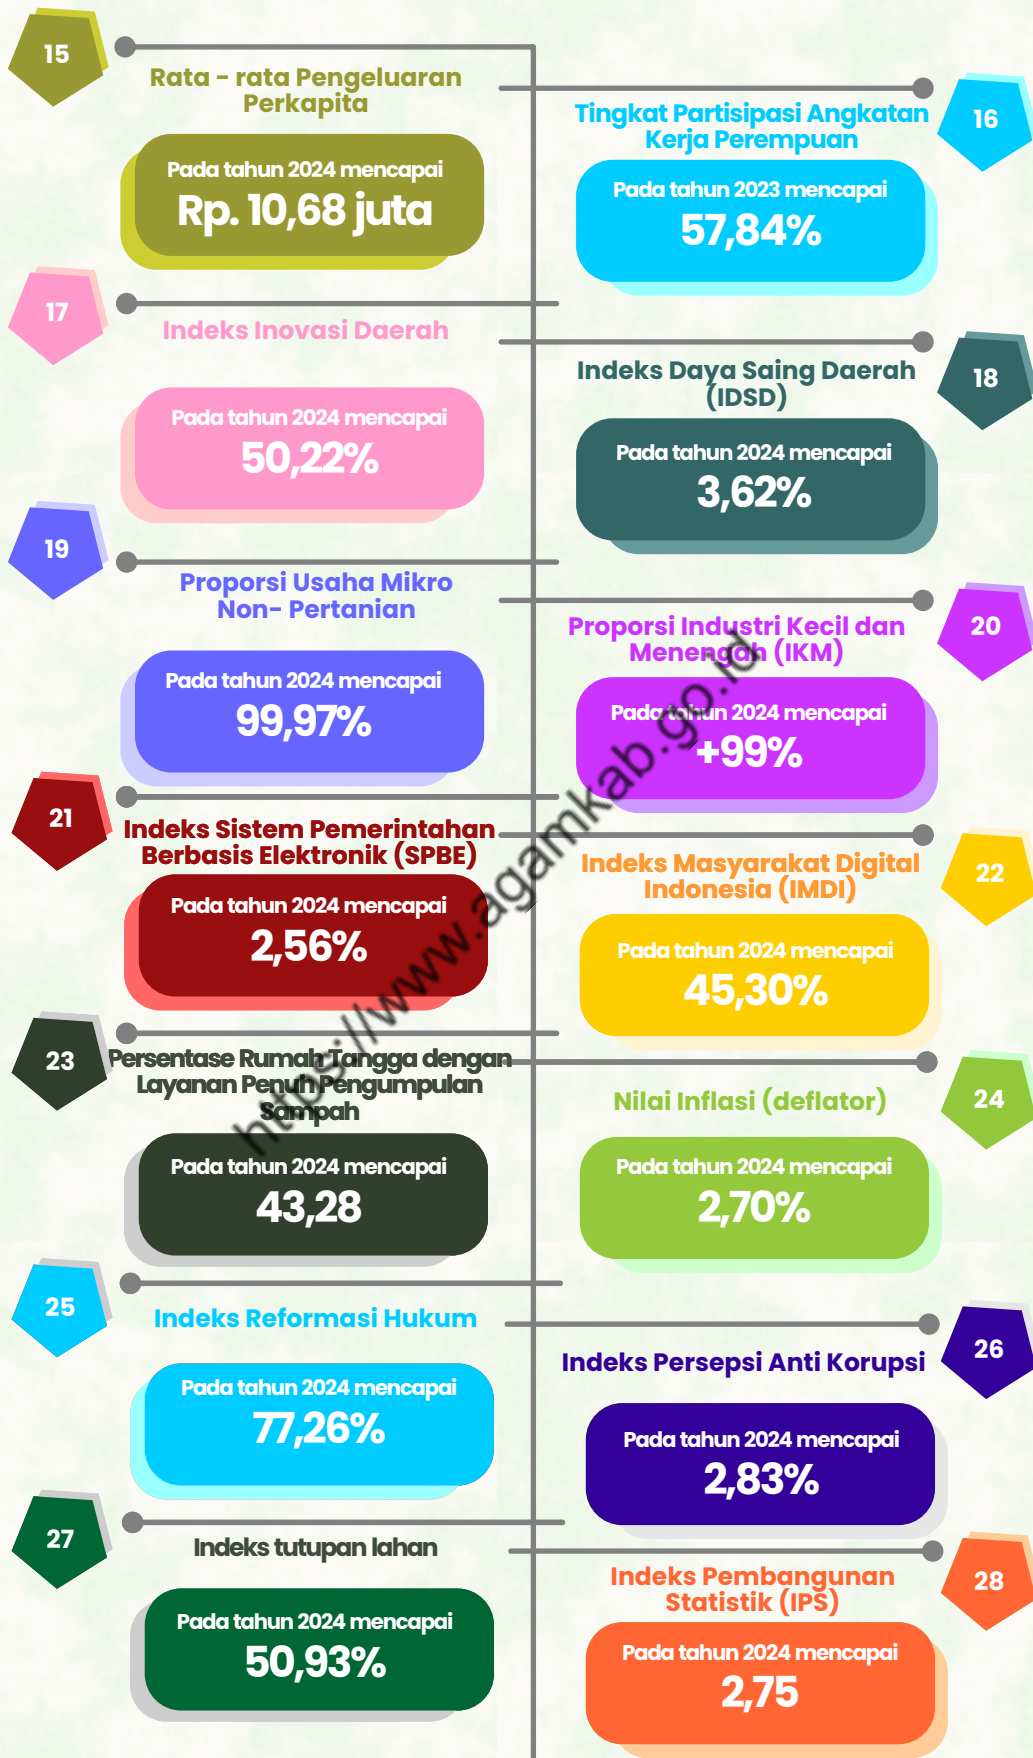 15
Rata - rata Pengeluaran
Perkapita
Pada tahun 2024 mencapai
Rp. 10,68 juta
16
Tingkat Partisipasi Angkatan
Kerja Perempuan
Pada tahun 2023 mencapai
57,84%
17
Indeks Inovasi Daerah
Pada tahun 2024 mencapai
50,22%
18
Indeks Daya Saing Daerah
(IDSD)
Pada tahun 2024 mencapai
3,62%
19
Proporsi Usaha Mikro
Non- Pertanian
Pada tahun 2024 mencapai
99,97%
20
Proporsi Industri Kecil dan
Menengah (IKM)
Pada tahun 2024 mencapai
+99%
21
Indeks Sistem Pemerintahan
Berbasis Elektronik (SPBE)
Pada tahun 2024 mencapai
2,56%
22
Indeks Masyarakat Digital
Indonesia (IMDI)
Pada tahun 2024 mencapai
45,30%
23
Persentase Rumah Tangga dengan
Layanan Penuh Pengumpulan
Sampah
Pada tahun 2024 mencapai
43,28
24
Nilai Inflasi (deflator)
Pada tahun 2024 mencapai
2,70%
25
Indeks Reformasi Hukum
Pada tahun 2024 mencapai
77,26%
26
Indeks Persepsi Anti Korupsi
Pada tahun 2024 mencapai
2,83%
27
Indeks tutupan lahan
Pada tahun 2024 mencapai
50,93%
28
Indeks Pembangunan
Statistik (IPS)
Pada tahun 2024 mencapai
2,75
https://www.agamkab.go.id